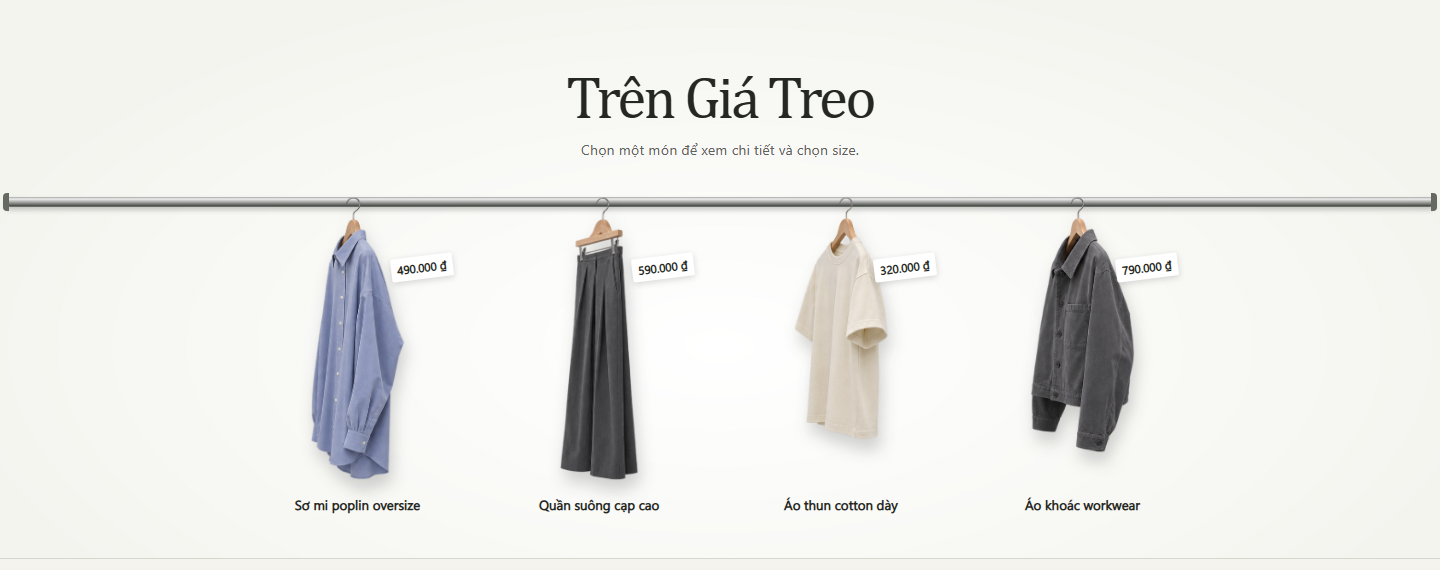 Trên Giá Treo
Chọn một món để xem chi tiết và chọn size.
490.000 ₫
590.000 ₫
320.000 ₫
790.000 ₫
Sơ mi poplin oversize
Quần suông cạp cao
Áo thun cotton dày
Áo khoác workwear